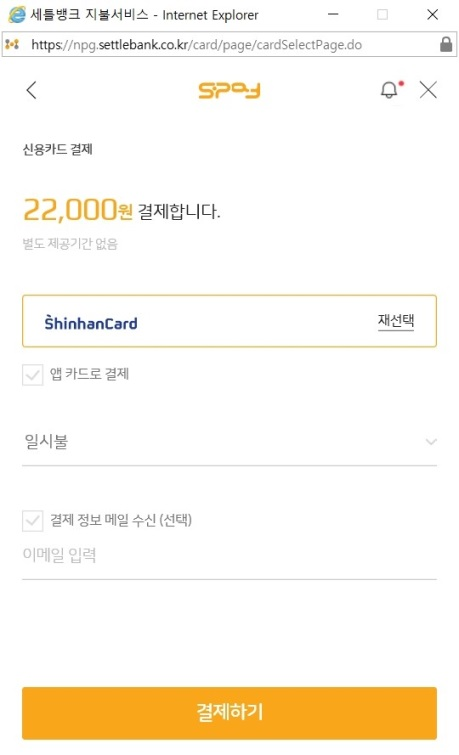 세틀뱅크 지불서비스 - Internet Explorer
https://npg.settlebank.co.kr/card/page/cardSelectPage.do
SPay
신용카드 결제
22,000원 결제합니다.
별도 제공기간 없음
ShinhanCard 재선택
앱 카드로 결제
일시불
결제 정보 메일 수신 (선택)
이메일 입력
결제하기